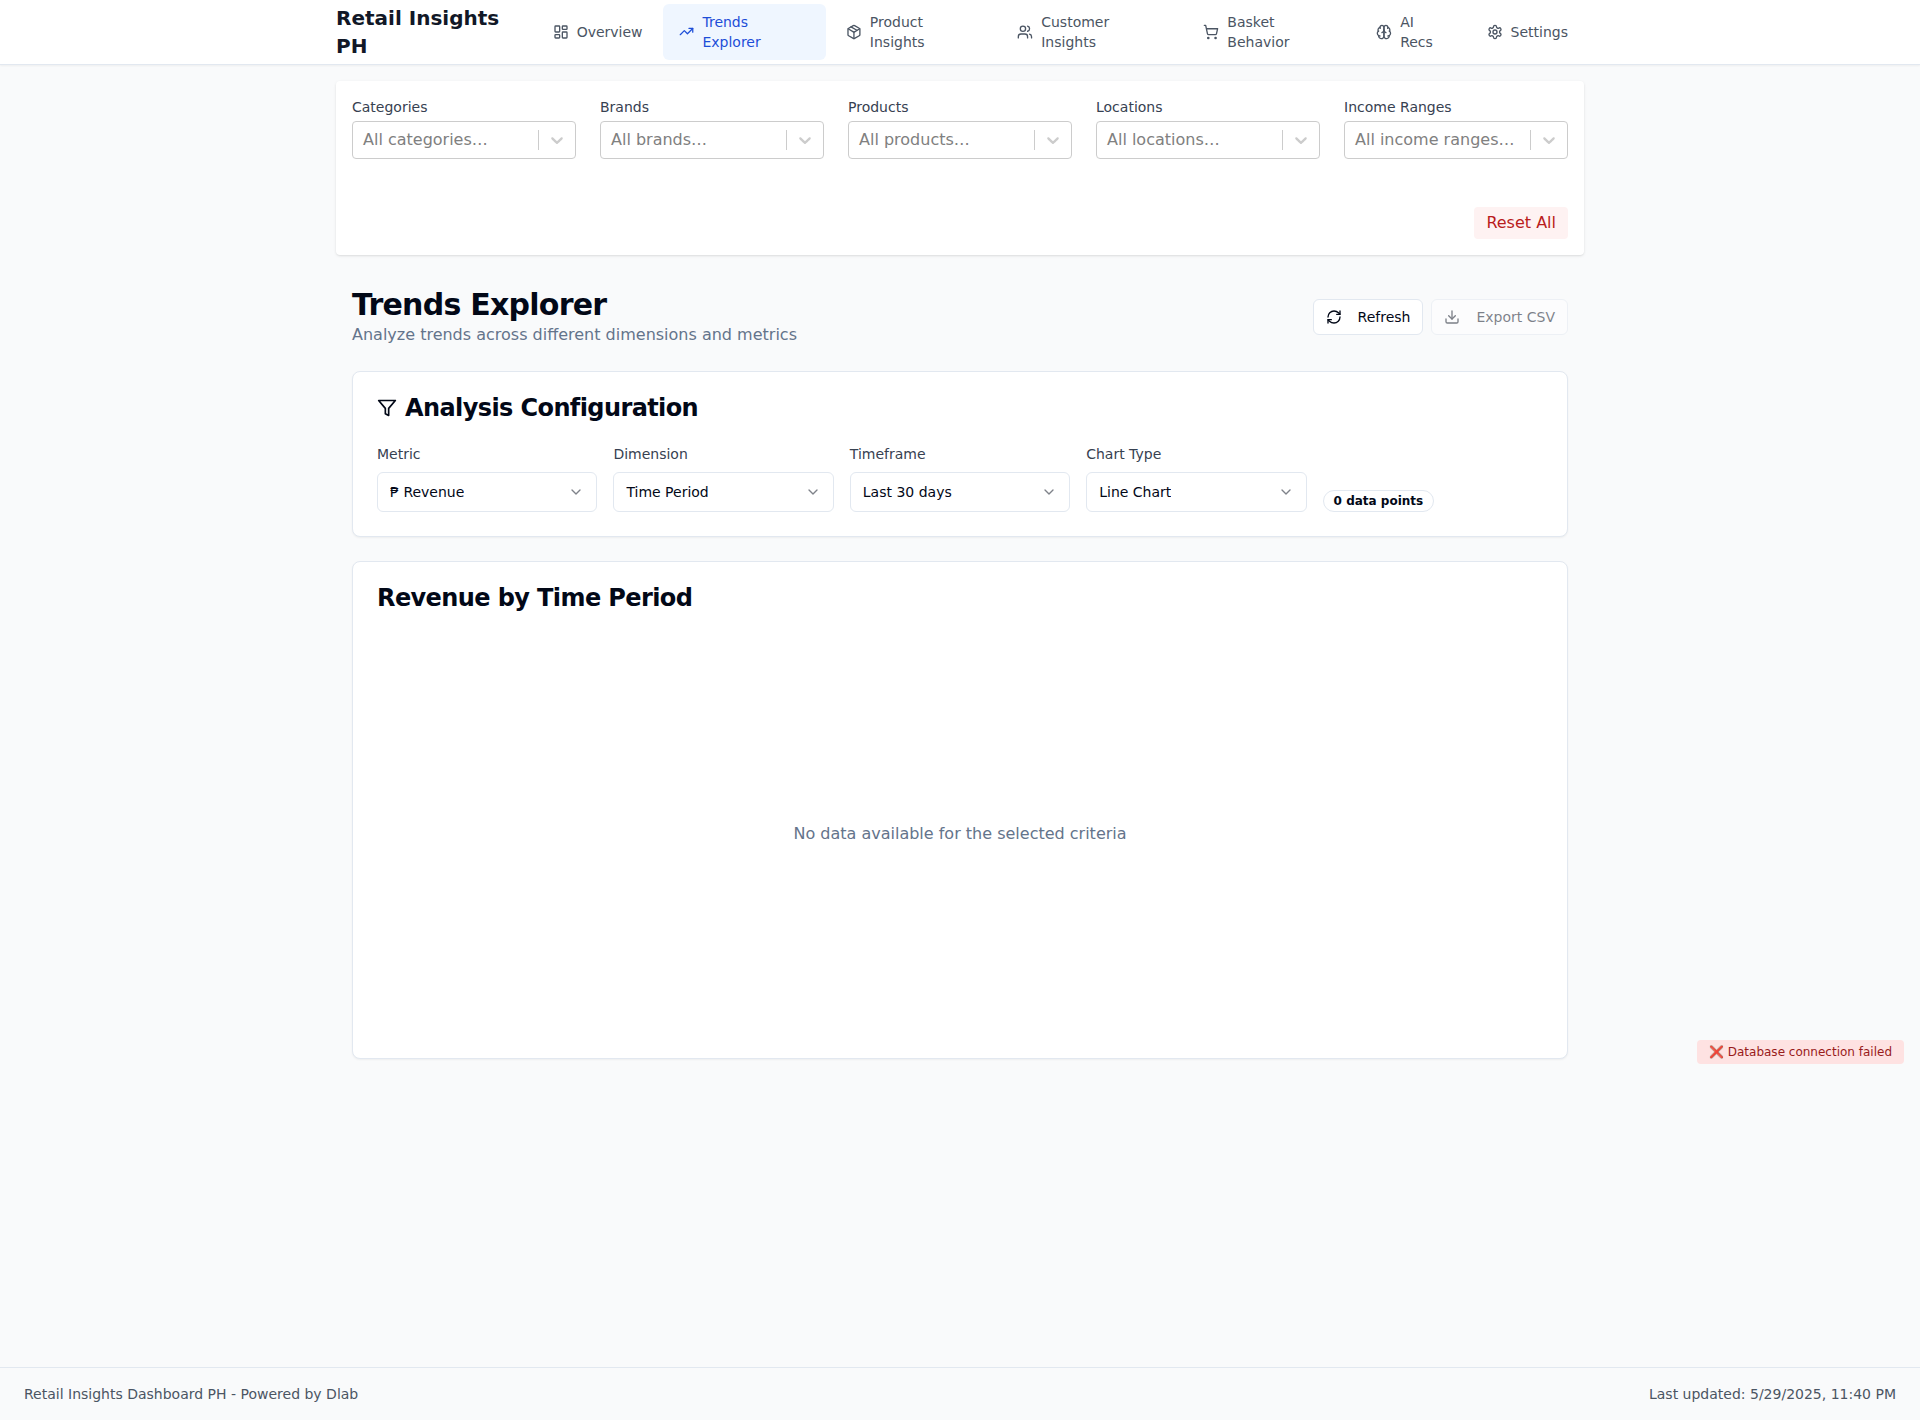 Retail Insights
PH
Overview
Trends
Explorer
Product
Insights
Customer
Insights
Basket
Behavior
AI
Recs
Settings
Categories
Brands
Products
Locations
Income Ranges
All categories...
All brands...
All products...
All locations...
All income ranges...
Reset All
Trends Explorer
Analyze trends across different dimensions and metrics
Refresh
Export CSV
Analysis Configuration
Metric
Dimension
Timeframe
Chart Type
₱ Revenue
Time Period
Last 30 days
Line Chart
0 data points
Revenue by Time Period
No data available for the selected criteria
❌ Database connection failed
Retail Insights Dashboard PH - Powered by Dlab
Last updated: 5/29/2025, 11:40 PM